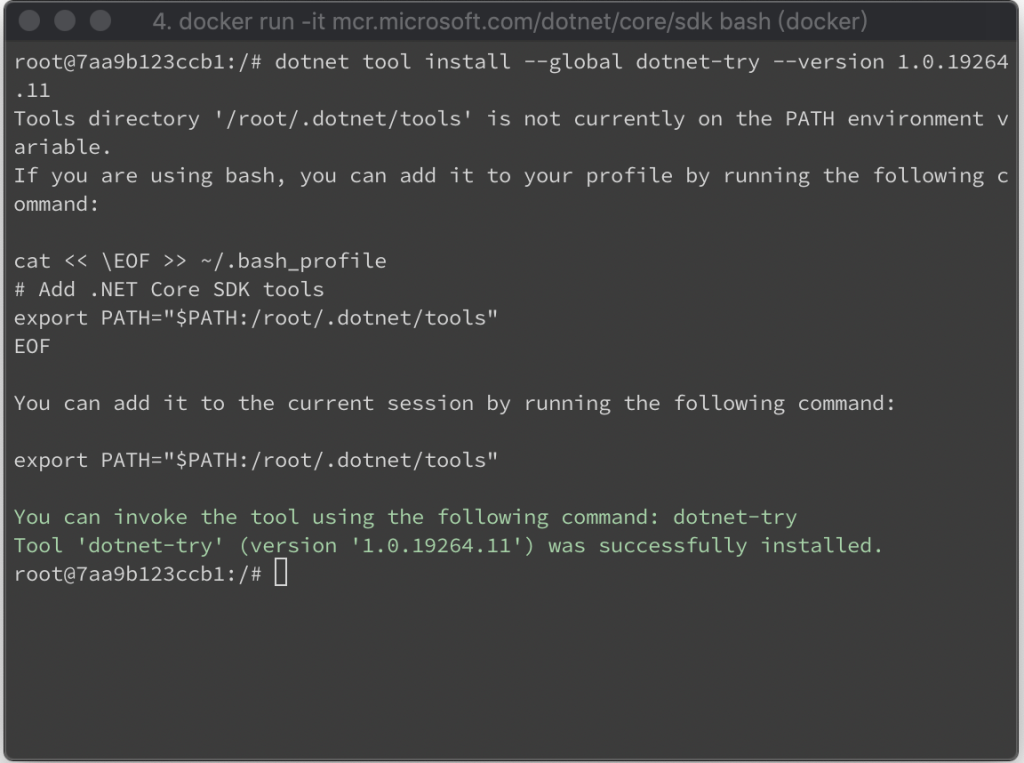 4. docker run -it mcr.microsoft.com/dotnet/core/sdk bash (docker)
root@7aa9b123ccb1:/# dotnet tool install --global dotnet-try --version 1.0.19264
.11
Tools directory '/root/.dotnet/tools' is not currently on the PATH environment v
ariable.
If you are using bash, you can add it to your profile by running the following c
ommand:
cat << \EOF >> ~/.bash_profile
# Add .NET Core SDK tools
export PATH="$PATH:/root/.dotnet/tools"
EOF
You can add it to the current session by running the following command:
export PATH="$PATH:/root/.dotnet/tools"
You can invoke the tool using the following command: dotnet-try
Tool 'dotnet-try' (version '1.0.19264.11') was successfully installed.
root@7aa9b123ccb1:/#